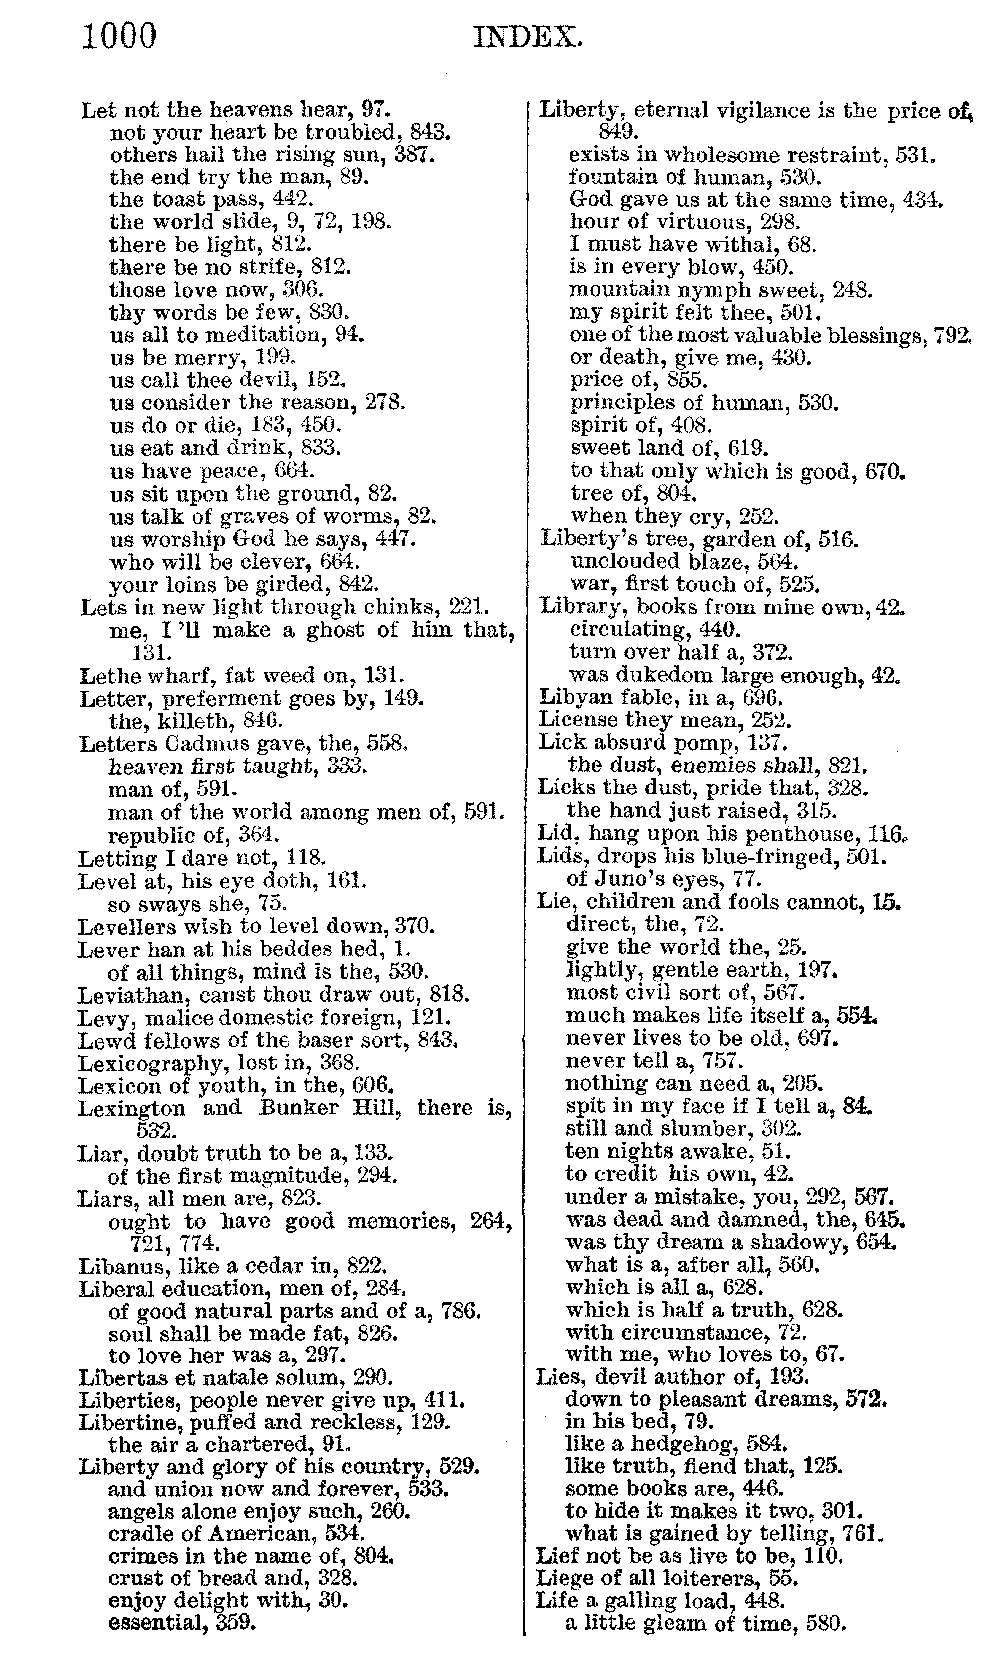 1000
INDEX.
Let not the heavens hear, 97.
not your heart be troubled, 843.
others hail the rising sun, 387.
the end try the man, 89.
the toast pass, 442.
the world slide, 9, 72, 198.
there be light, 812.
there be no strife, 812.
those love now, 306.
thy words be few, 830.
us all to meditation, 94.
us be merry, 199.
us call thee devil, 152.
us consider the reason, 278.
us do or die, 183, 450.
us eat and drink, 833.
us have peace, 664.
us sit upon the ground, 82.
us talk of graves of worms, 82.
us worship God he says, 447.
who will be clever, 664.
your loins be girded, 842.
Lets in new light through chinks, 221.
me, I 'll make a ghost of him that,
131.
Lethe wharf, fat weed on, 131.
Letter, preferment goes by, 149.
the, killeth, 846.
Letters Cadmus gave, the, 558.
heaven first taught, 333.
man of, 591.
man of the world among men of, 591.
republic of, 364.
Letting I dare not, 118.
Level at, his eye doth, 161.
so sways she, 75.
Levellers wish to level down, 370.
Lever han at his beddes hed, 1.
of all things, mind is the, 530.
Leviathan, canst thou draw out, 818.
Levy, malice domestic foreign, 121.
Lewd fellows of the baser sort, 843.
Lexicography, lost in, 368.
Lexicon of youth, in the, 606.
Lexington and Bunker Hill, there is,
532.
Liar, doubt truth to be a, 133.
of the first magnitude, 294.
Liars, all men are, 823.
ought to have good memories, 264,
721, 774.
Libanus, like a cedar in, 822.
Liberal education, men of, 284.
of good natural parts and of a, 786.
soul shall be made fat, 826.
to love her was a, 297.
Libertas et natale solum, 290.
Liberties, people never give up, 411.
Libertine, puffed and reckless, 129.
the air a chartered, 91.
Liberty and glory of his country, 529.
and union now and forever, 533.
angels alone enjoy such, 260.
cradle of American, 534.
crimes in the name of, 804.
crust of bread and, 328.
enjoy delight with, 30.
essential, 359.
Liberty, eternal vigilance is the price of,
849.
exists in wholesome restraint, 531.
fountain of human, 530.
God gave us at the same time, 434.
hour of virtuous, 298.
I must have withal, 68.
is in every blow, 450.
mountain nymph sweet, 248.
my spirit felt thee, 501.
one of the most valuable blessings, 792.
or death, give me, 430.
price of, 855.
principles of human, 530.
spirit of, 408.
sweet land of, 619.
to that only which is good, 670.
tree of, 804.
when they cry, 252.
Liberty's tree, garden of, 516.
unclouded blaze, 564.
war, first touch of, 525.
Library, books from mine own, 42.
circulating, 440.
turn over half a, 372.
was dukedom large enough, 42.
Libyan fable, in a, 696.
License they mean, 252.
Lick absurd pomp, 137.
the dust, enemies shall, 821.
Licks the dust, pride that, 328.
the hand just raised, 315.
Lid, hang upon his penthouse, 116.
Lids, drops his blue-fringed, 501.
of Juno's eyes, 77.
Lie, children and fools cannot, 15.
direct, the, 72.
give the world the, 25.
lightly, gentle earth, 197.
most civil sort of, 567.
much makes life itself a, 554.
never lives to be old, 697.
never tell a, 757.
nothing can need a, 205.
spit in my face if I tell a, 84.
still and slumber, 302.
ten nights awake, 51.
to credit his own, 42.
under a mistake, you, 292, 567.
was dead and damned, the, 645.
was thy dream a shadowy, 654.
what is a, after all, 560.
which is all a, 628.
which is half a truth, 628.
with circumstance, 72.
with me, who loves to, 67.
Lies, devil author of, 193.
down to pleasant dreams, 572.
in his bed, 79.
like a hedgehog, 584.
like truth, fiend that, 125.
some books are, 446.
to hide it makes it two, 301.
what is gained by telling, 761.
Lief not be as live to be, 110.
Liege of all loiterers, 55.
Life a galling load, 448.
a little gleam of time, 580.